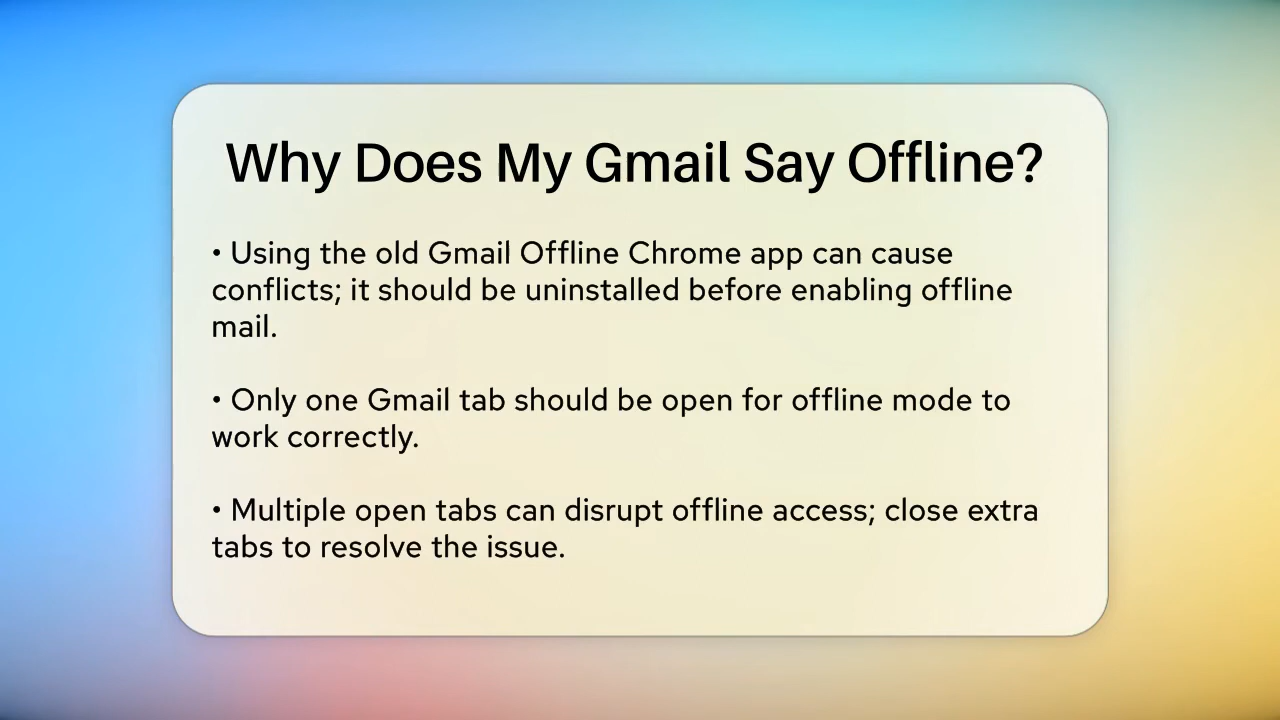 Why Does My Gmail Say Offline?
• Using the old Gmail Offline Chrome app can cause
conflicts; it should be uninstalled before enabling offline
mail.
• Only one Gmail tab should be open for offline mode to
work correctly.
• Multiple open tabs can disrupt offline access; close extra
tabs to resolve the issue.